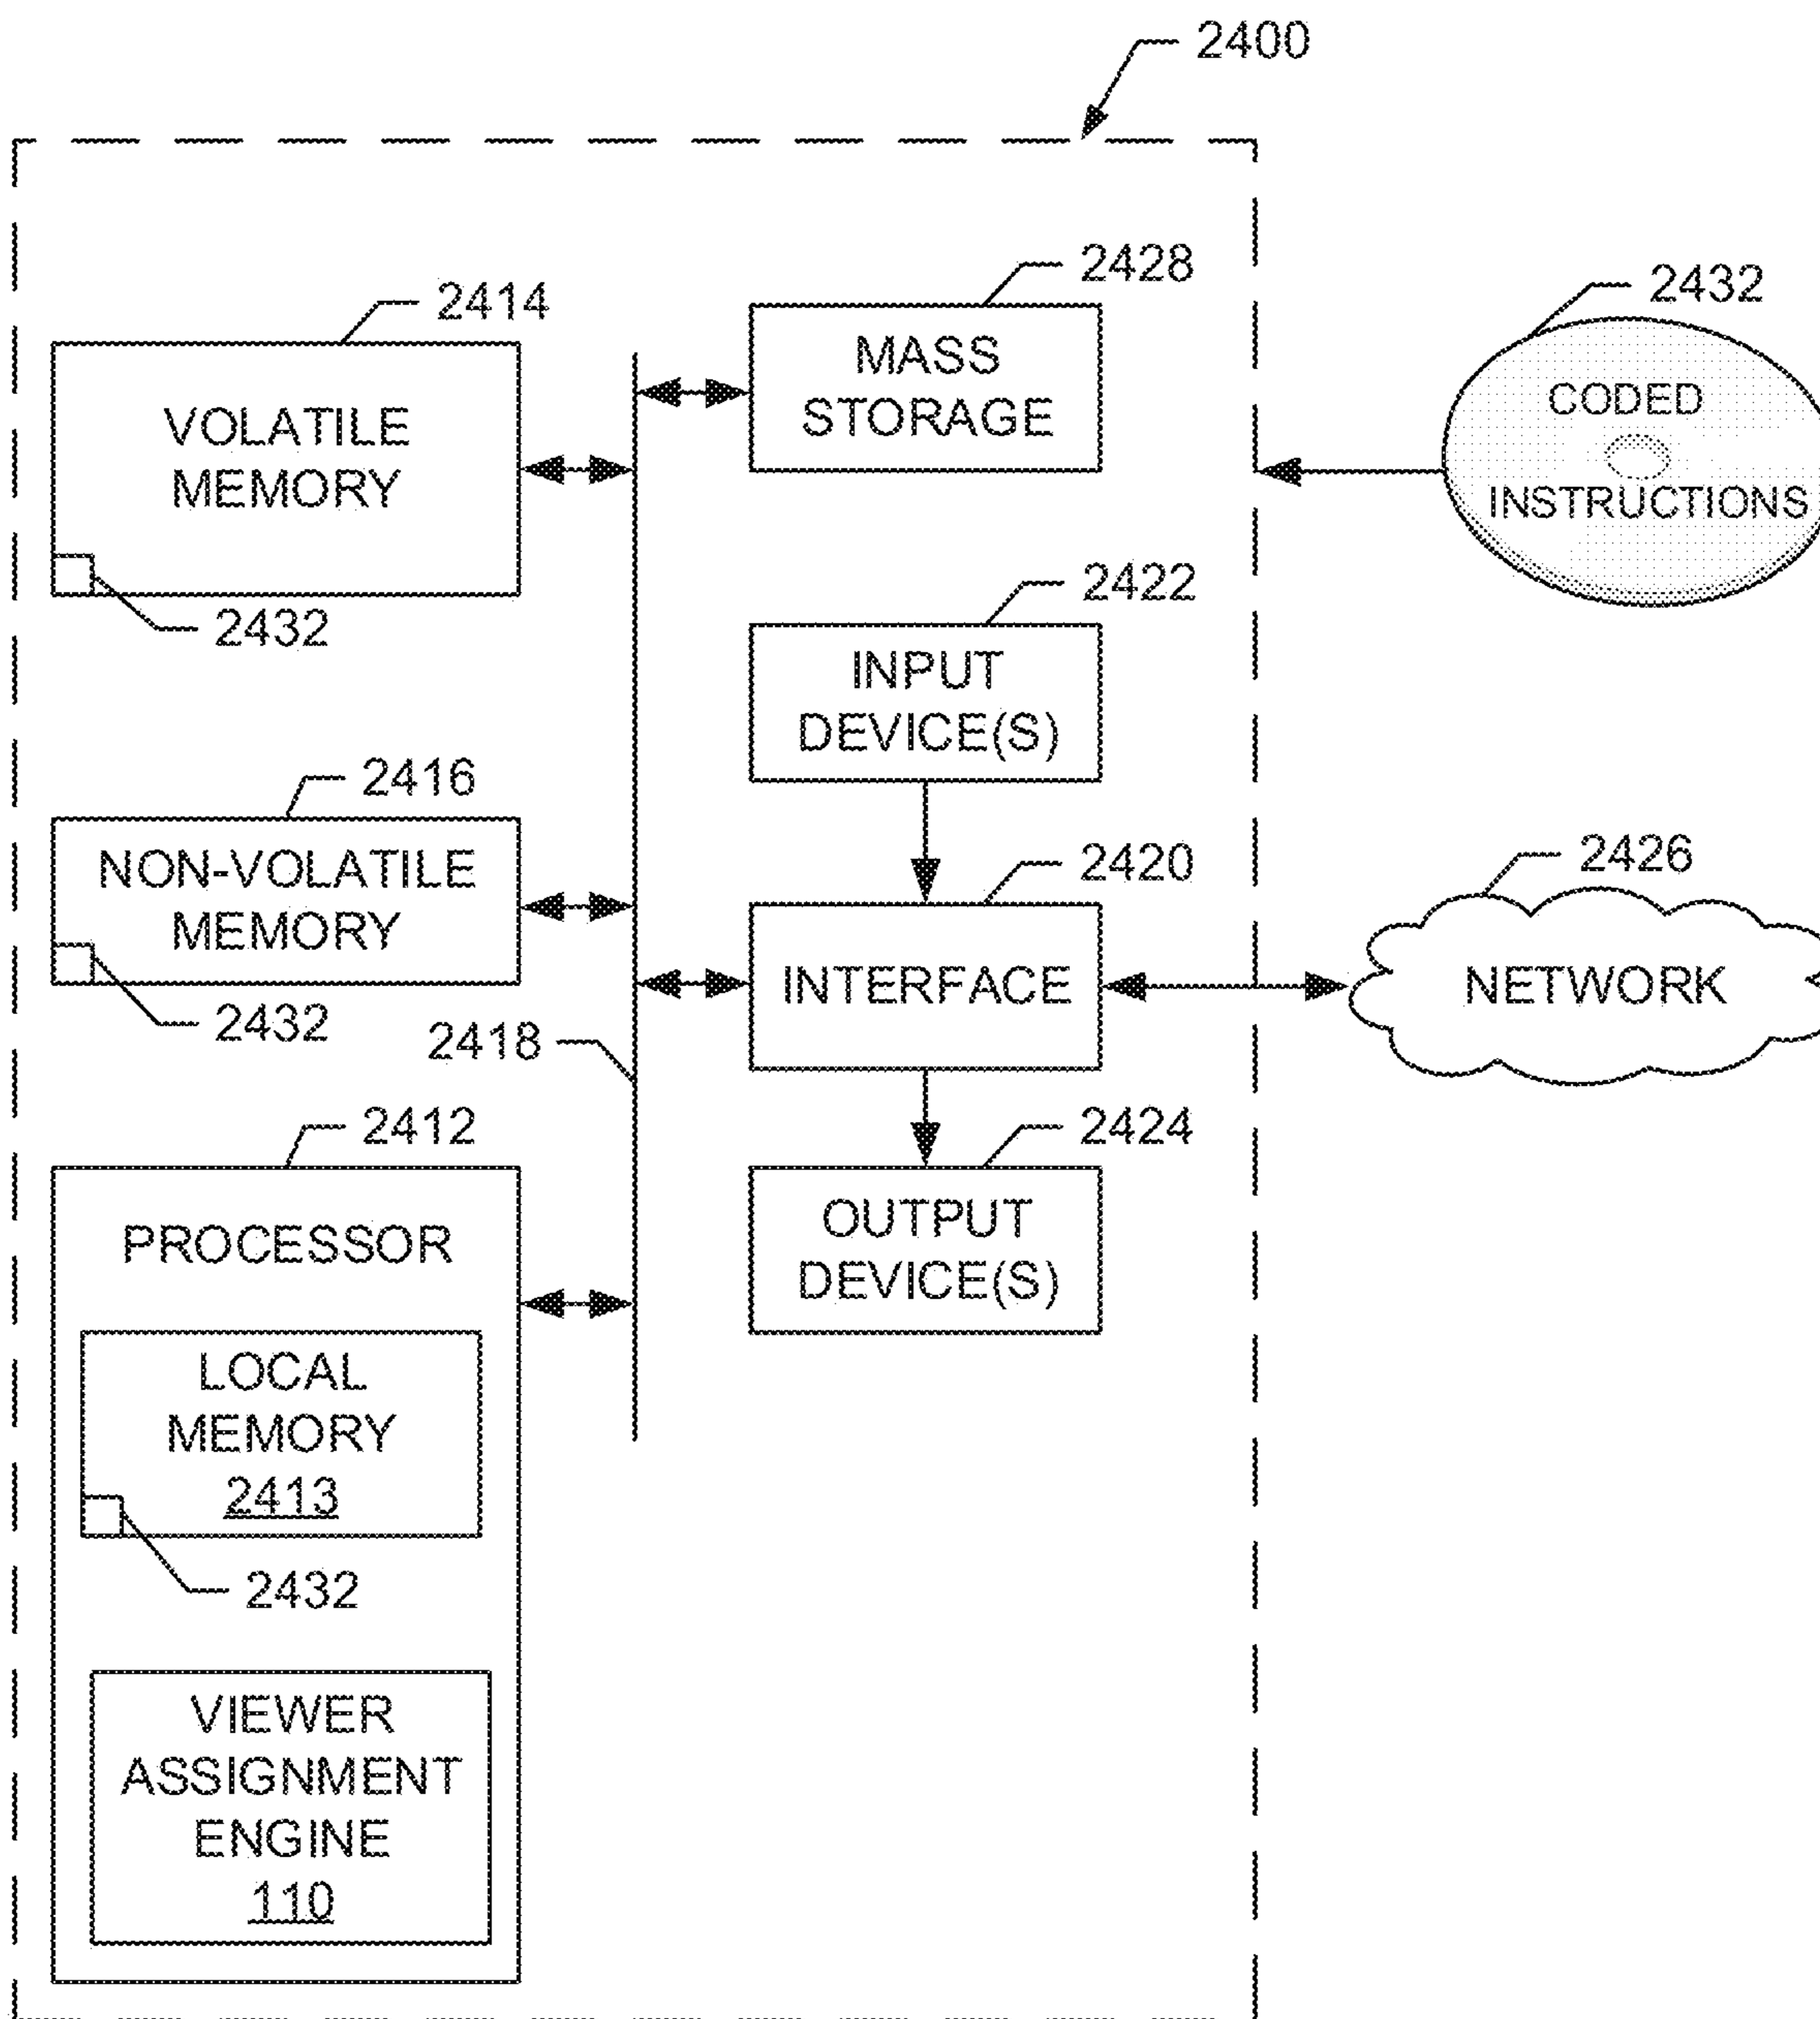 2400
2414
VOLATILE
MEMORY
2432
2428
MASS
STORAGE
2432
CODED
INSTRUCTIONS
2422
INPUT
DEVICE(S)
2416
NON-VOLATILE
MEMORY
2432
2418
2420
INTERFACE
2426
NETWORK
2412
PROCESSOR
LOCAL
MEMORY
2413
2432
VIEWER
ASSIGNMENT
ENGINE
110
2424
OUTPUT
DEVICE(S)